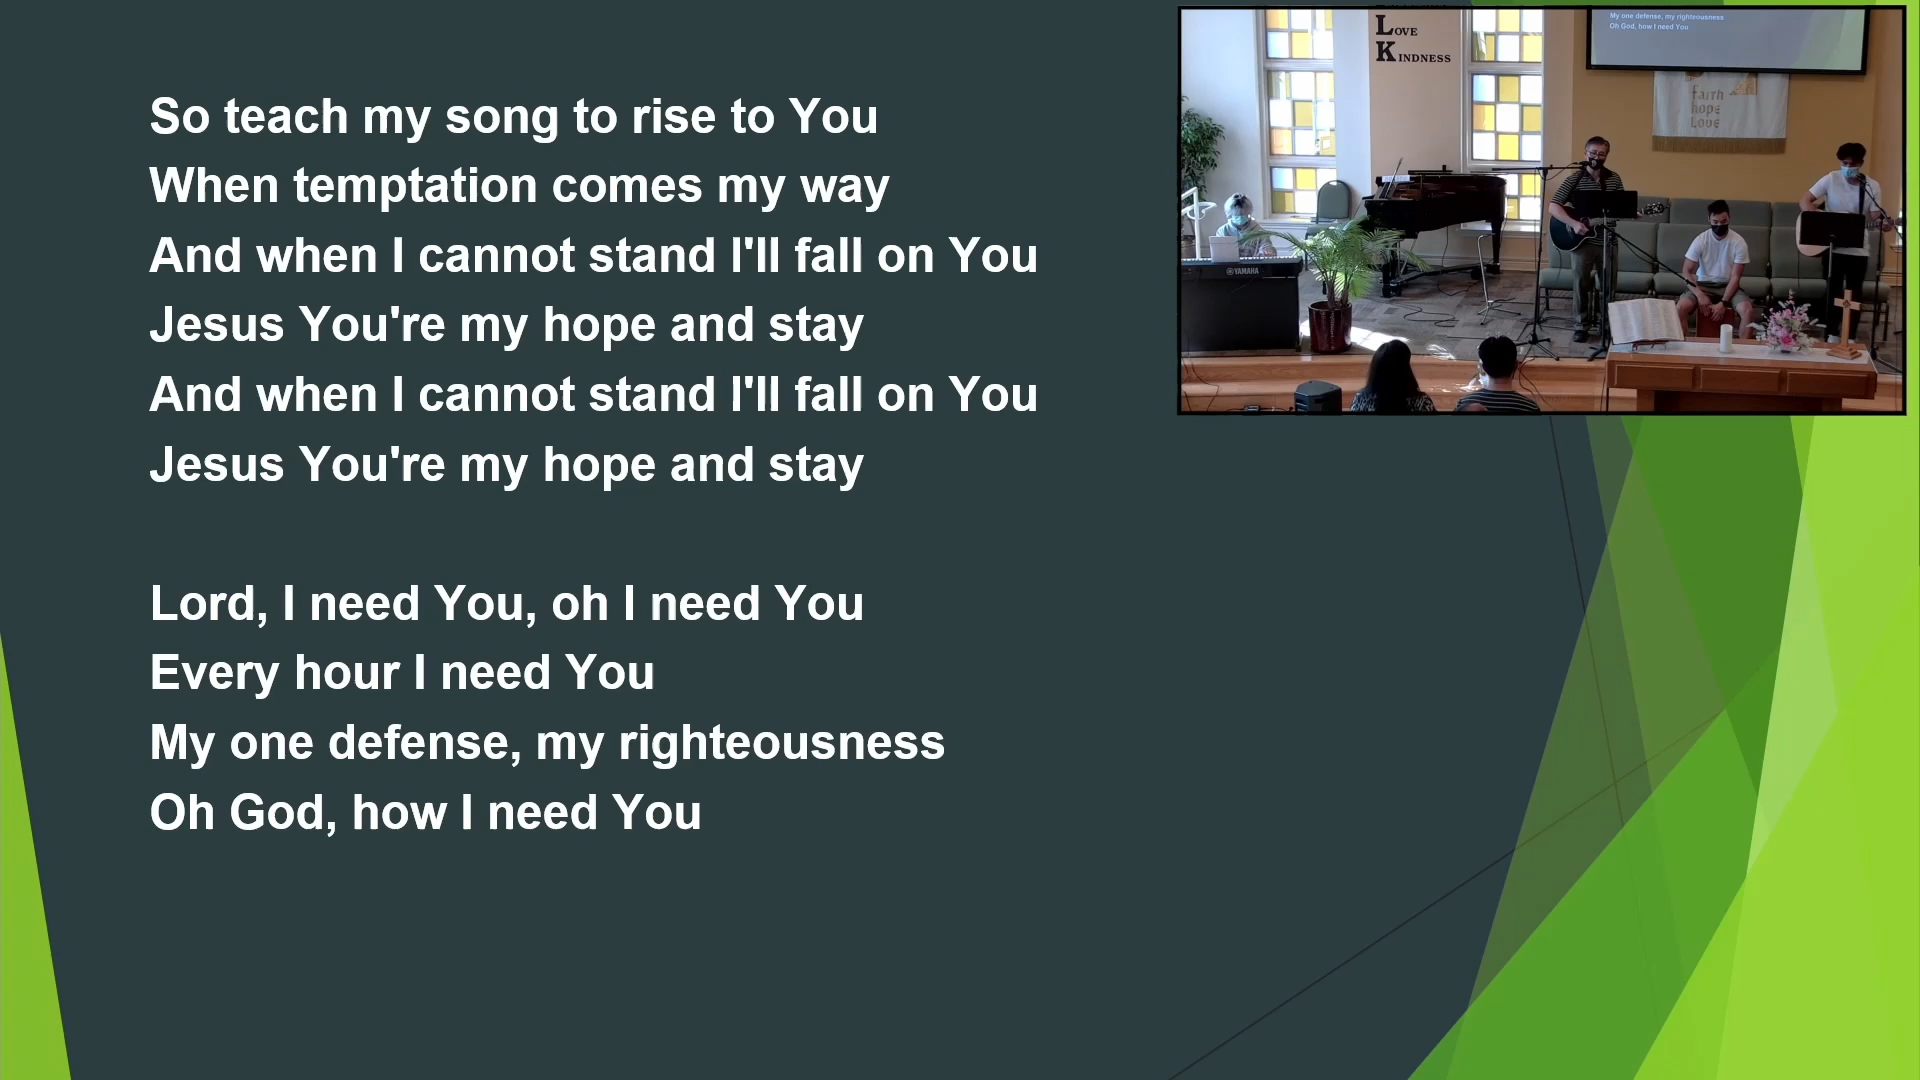 So teach my song to rise to You
When temptation comes my way
And when I cannot stand I'll fall on You
Jesus You're my hope and stay
And when I cannot stand I'll fall on You
Jesus You're my hope and stay
Lord, I need You, oh I need You
Every hour I need You
My one defense, my righteousness
Oh God, how I need You
LOVE
KINDNESS
My one defense, my righteousness
Oh God, how I need You
faith
hope
Love
YAMAHA